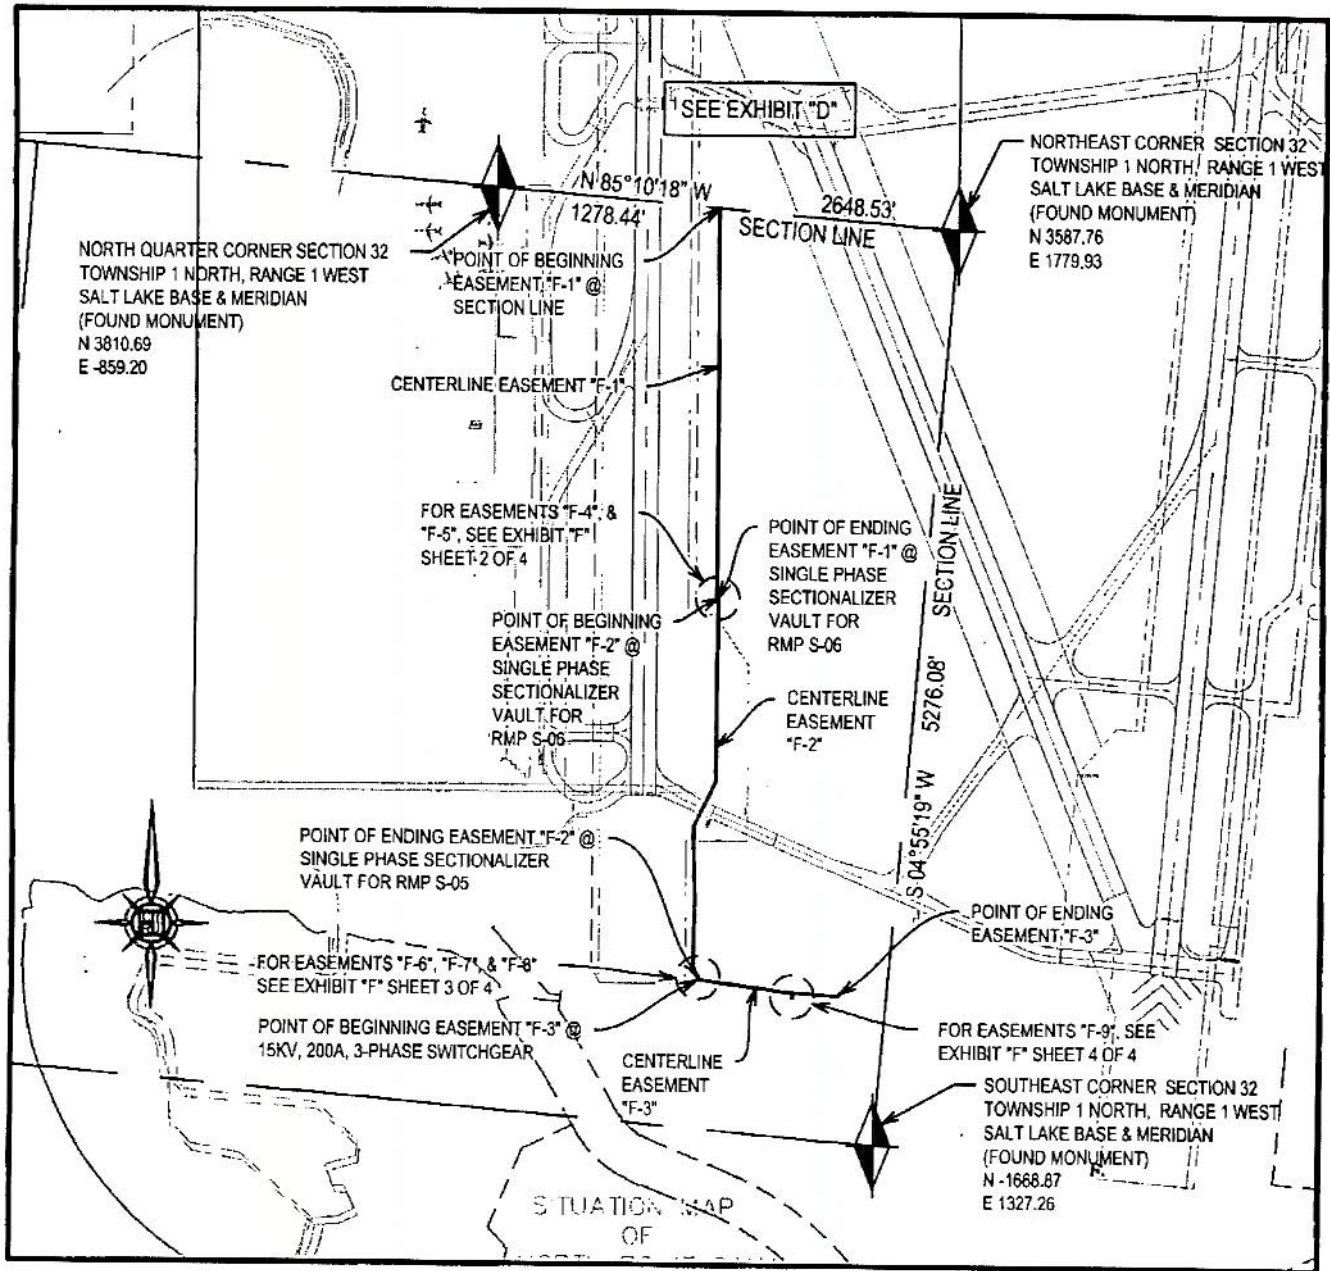 SEE EXHIBIT "D"
NORTHEAST CORNER SECTION 32
TOWNSHIP 1 NORTH, RANGE 1 WEST
SALT LAKE BASE & MERIDIAN
(FOUND MONUMENT)
N 3587.76
E 1779.93
N 85°10'18" W
1278.44'
2648.53'
SECTION LINE
NORTH QUARTER CORNER SECTION 32
TOWNSHIP 1 NORTH, RANGE 1 WEST
SALT LAKE BASE & MERIDIAN
(FOUND MONUMENT)
N 3810.69
E -859.20
POINT OF BEGINNING
EASEMENT "F-1" @
SECTION LINE
CENTERLINE EASEMENT "F-1"
FOR EASEMENTS "F-4", &
"F-5", SEE EXHIBIT "F"
SHEET 2 OF 4
POINT OF ENDING
EASEMENT "F-1" @
SINGLE PHASE
SECTIONALIZER
VAULT FOR
RMP S-06
POINT OF BEGINNING
EASEMENT "F-2" @
SINGLE PHASE
SECTIONALIZER
VAULT FOR
RMP S-06
CENTERLINE
EASEMENT
"F-2"
SECTION LINE
5276.08'
S 04°55'19" W
POINT OF ENDING EASEMENT "F-2" @
SINGLE PHASE SECTIONALIZER
VAULT FOR RMP S-05
POINT OF ENDING
EASEMENT "F-3"
FOR EASEMENTS "F-6", "F-7", & "F-8"
SEE EXHIBIT "F" SHEET 3 OF 4
POINT OF BEGINNING EASEMENT "F-3" @
15KV, 200A, 3-PHASE SWITCHGEAR
CENTERLINE
EASEMENT
"F-3"
FOR EASEMENTS "F-9", SEE
EXHIBIT "F" SHEET 4 OF 4
SOUTHEAST CORNER SECTION 32
TOWNSHIP 1 NORTH, RANGE 1 WEST
SALT LAKE BASE & MERIDIAN
(FOUND MONUMENT)
N -1668.87
E 1327.26
SITUATION MAP
OF